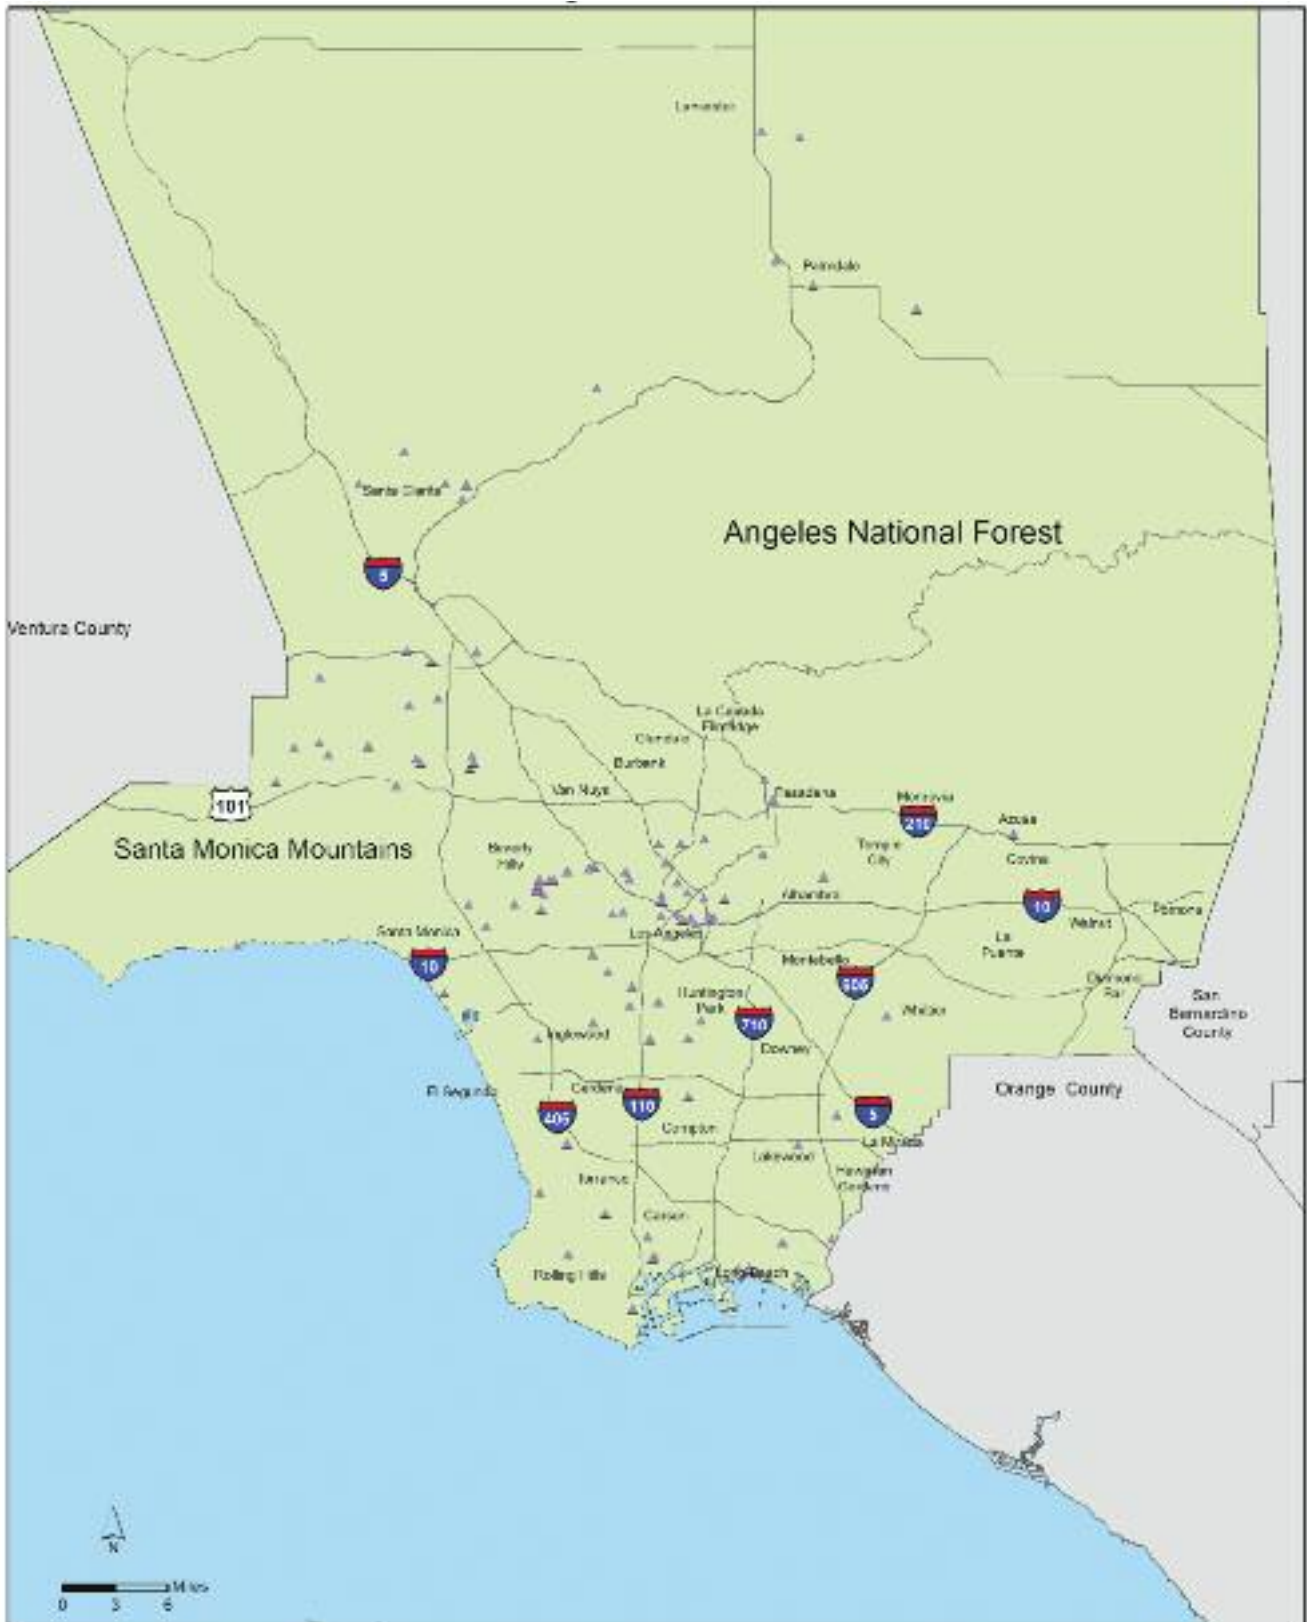 Lancaster
Palmdale
Santa Clarita
Angeles National Forest
5
Ventura County
La Canada
Flintridge
Glendale
Burbank
Van Nuys
Pasadena
Monrovia
101
210
Azusa
Santa Monica Mountains
Beverly
Hilly
Temple
City
Covina
Alhambra
10
Walnut
Pomona
Santa Monica
Los Angeles
La
Puente
10
Montebello
605
Diamond
Bar
Huntington
Park
710
Whittier
San
Bernardino
County
Inglewood
Downey
El Segundo
Gardena
Orange County
405
110
5
Compton
La Mirada
Lakewood
Hawaiian
Gardens
Torrance
Carson
Rolling Hills
Long Beach
N
Miles
0 3 6